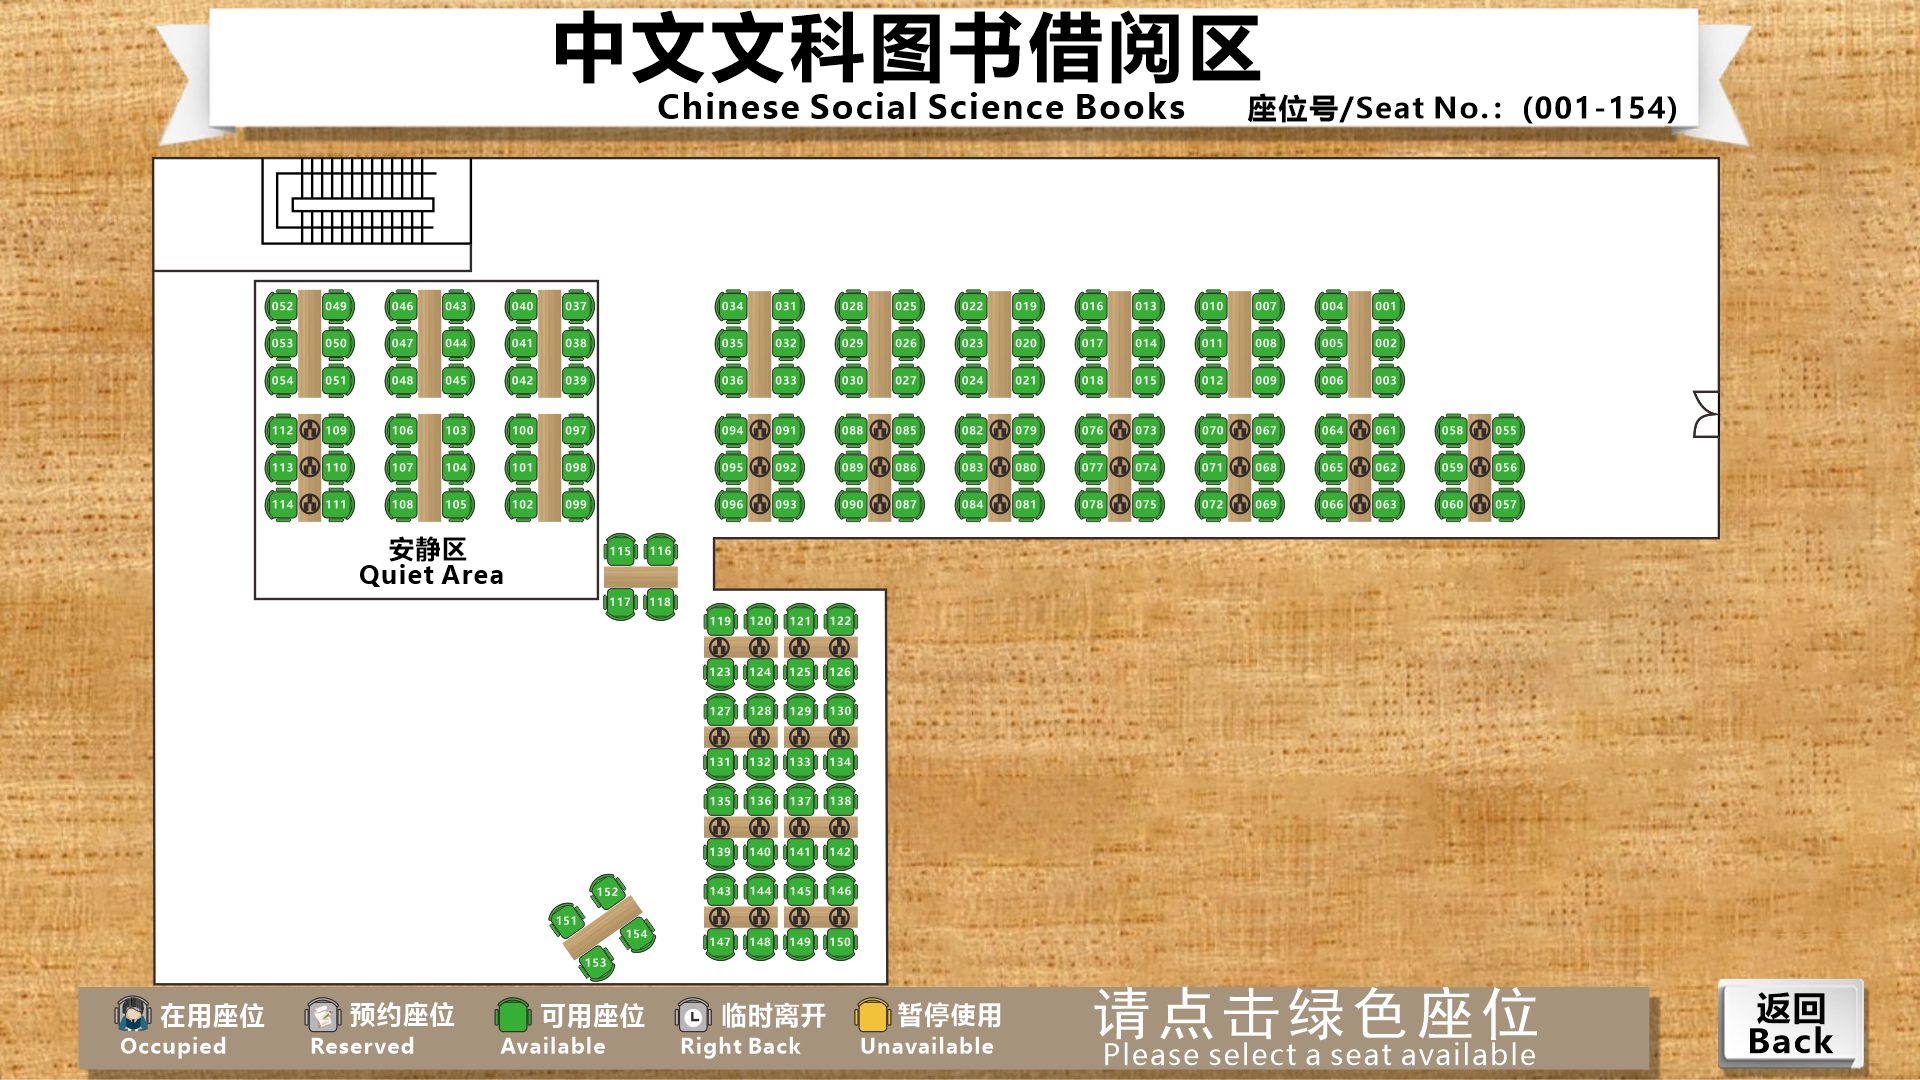 中文文科图书借阅区
Chinese Social Science Books 座位号/Seat No.: (001-154)
052 049 046 043 040 037 034 031 028 025 022 019 016 013 010 007 004 001
053 050 047 044 041 038 035 032 029 026 023 020 017 014 011 008 005 002
054 051 048 045 042 039 036 033 030 027 024 021 018 015 012 009 006 003
112 109 106 103 100 097 094 091 088 085 082 079 076 073 070 067 064 061 058 055
113 110 107 104 101 098 095 092 089 086 083 080 077 074 071 068 065 062 059 056
114 111 108 105 102 099 096 093 090 087 084 081 078 075 072 069 066 063 060 057
安静区
Quiet Area
115 116
117 118
119 120 121 122
123 124 125 126
127 128 129 130
131 132 133 134
135 136 137 138
139 140 141 142
143 144 145 146
147 148 149 150
152
151
154
153
在用座位 预约座位 可用座位 临时离开 暂停使用
Occupied Reserved Available Right Back Unavailable
请点击绿色座位
Please select a seat available
返回
Back